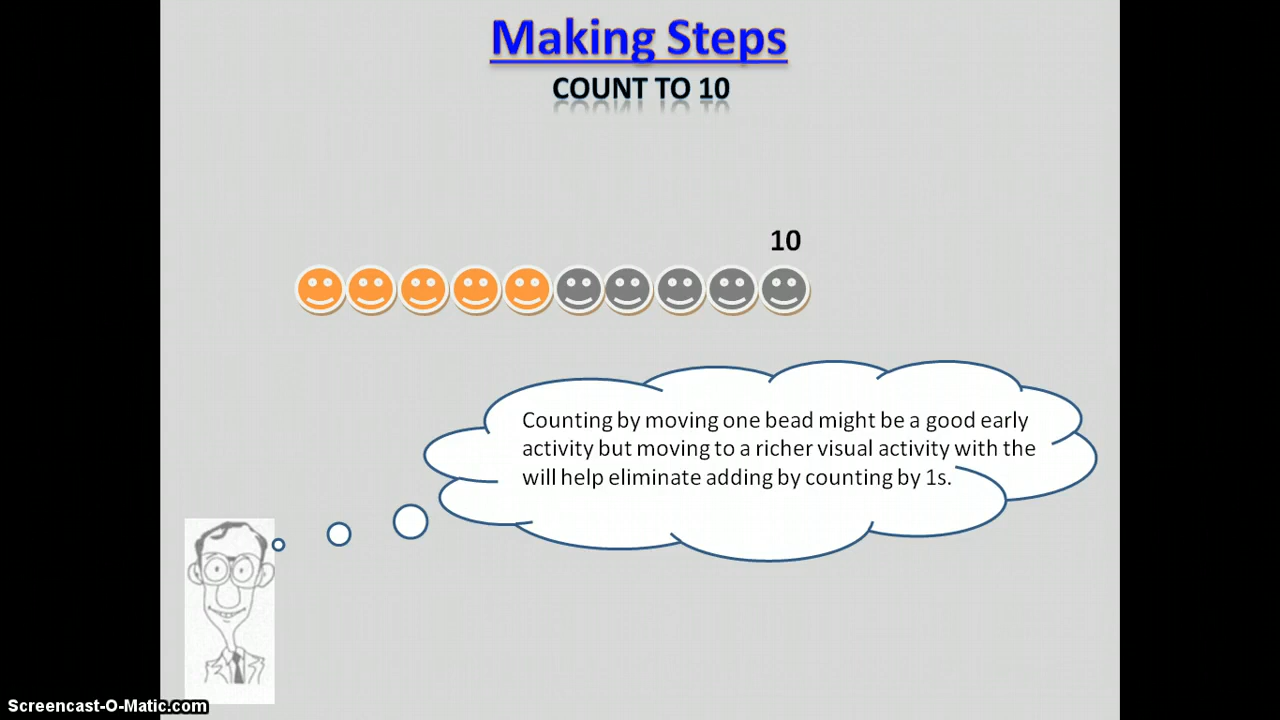 Making Steps
COUNT TO 10
10
Counting by moving one bead might be a good early
activity but moving to a richer visual activity with the
will help eliminate adding by counting by 1s.
Screencast-O-Matic.com